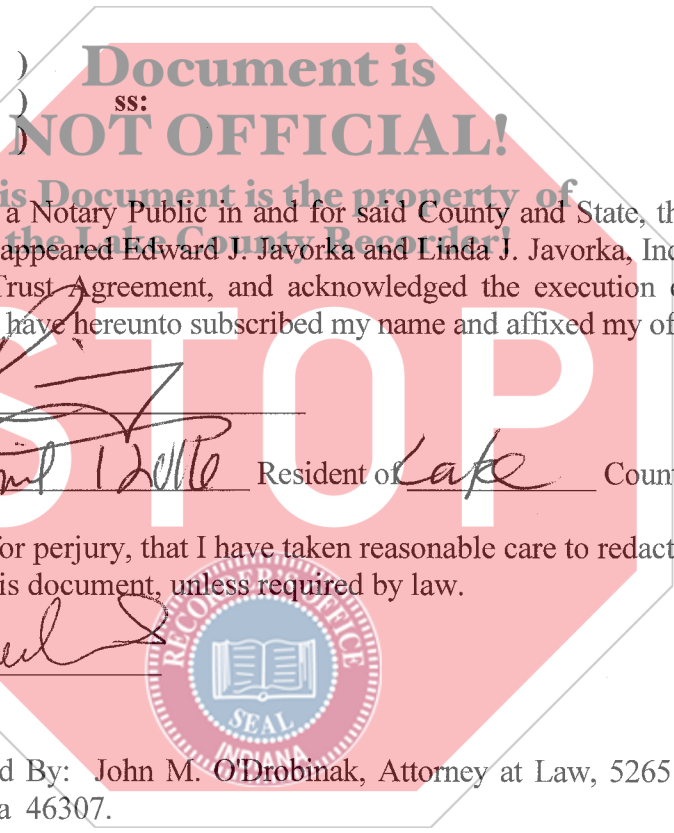 ) Document is
) ss:
) NOT OFFICIAL!
is Document is the property of
a Notary Public in and for said County and State, th
the Lake County Recorder!
appeared Edward J. Javorka and Linda J. Javorka, Ind
Trust Agreement, and acknowledged the execution
have hereunto subscribed my name and affixed my of
STOP
Resident of Lake Coun
for perjury, that I have taken reasonable care to redact
is document, unless required by law.
RECORDER'S OFFICE
SEAL
INDIANA
d By: John M. O'Drobinak, Attorney at Law, 5265
a 46307.